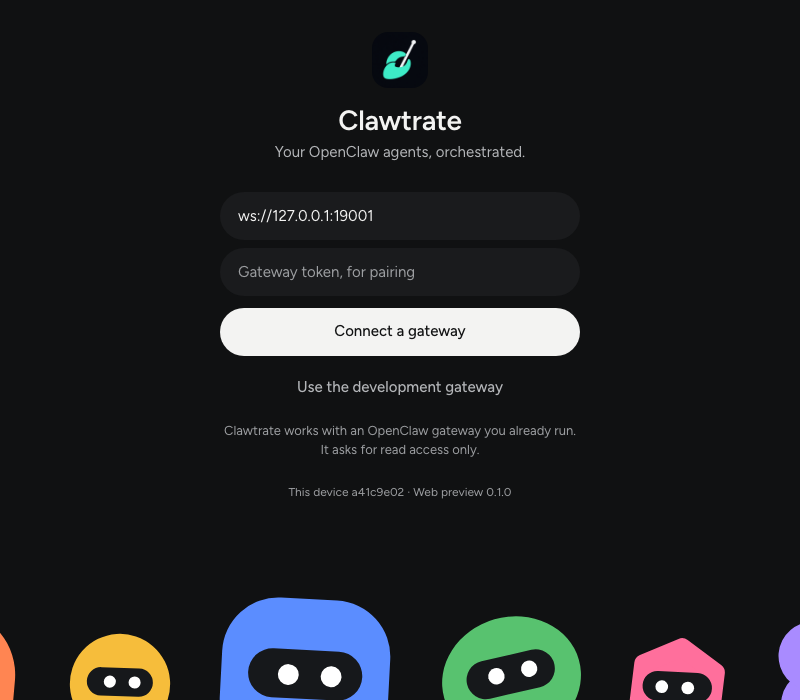 Clawtrate
Your OpenClaw agents, orchestrated.
ws://127.0.0.1:19001
Gateway token, for pairing
Connect a gateway
Use the development gateway
Clawtrate works with an OpenClaw gateway you already run.
It asks for read access only.
This device a41c9e02 · Web preview 0.1.0